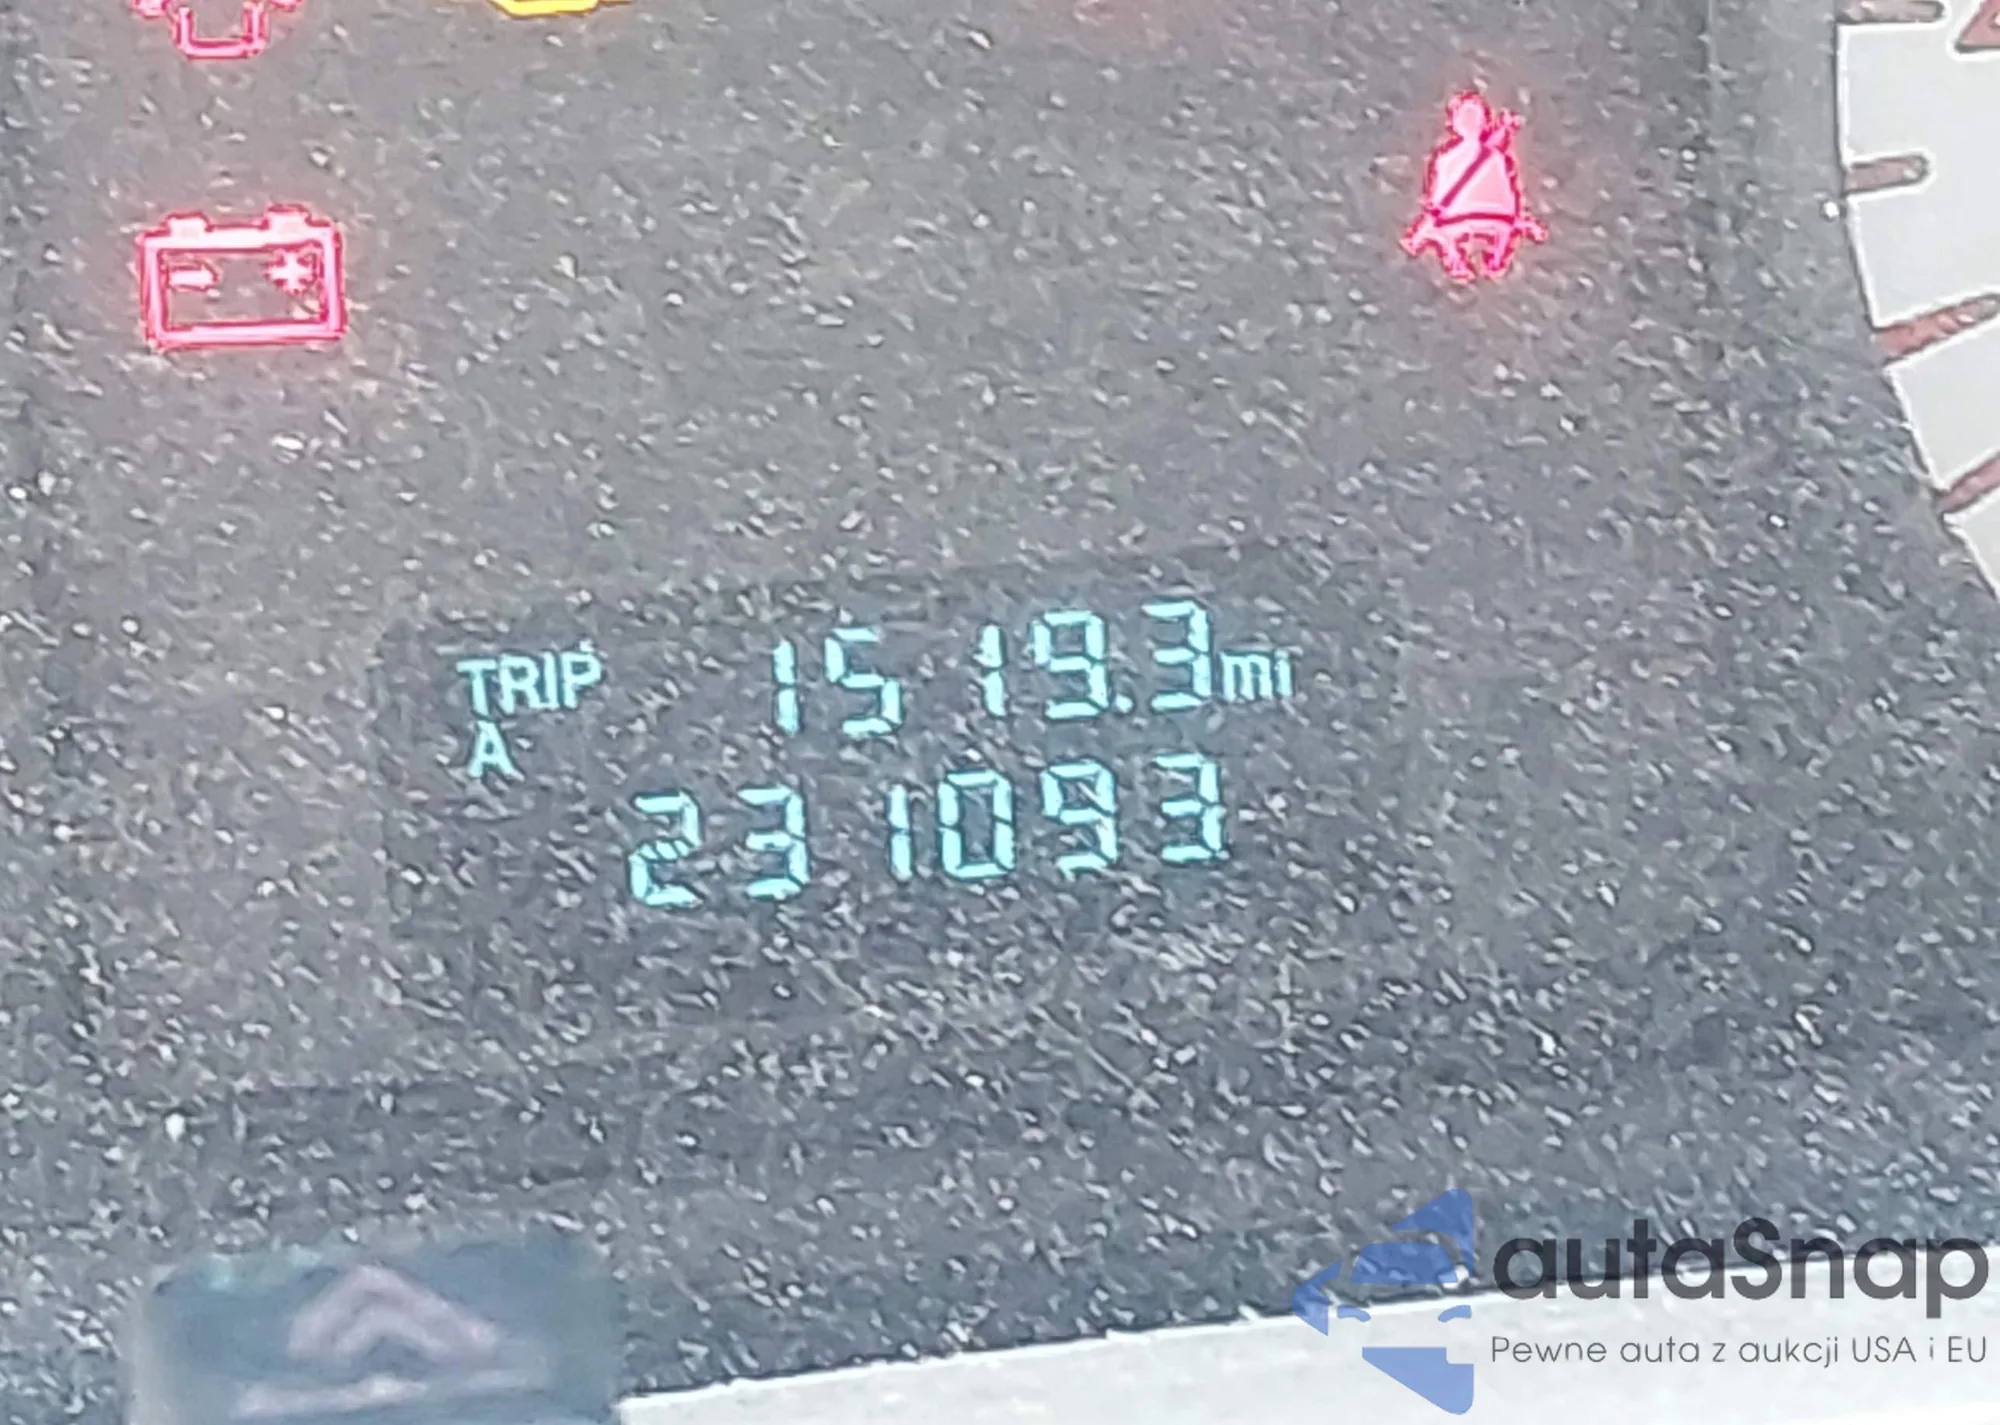 TRIP 1519.3mi
A
231093
autaSnap
Pewne auta z aukcji USA i EU